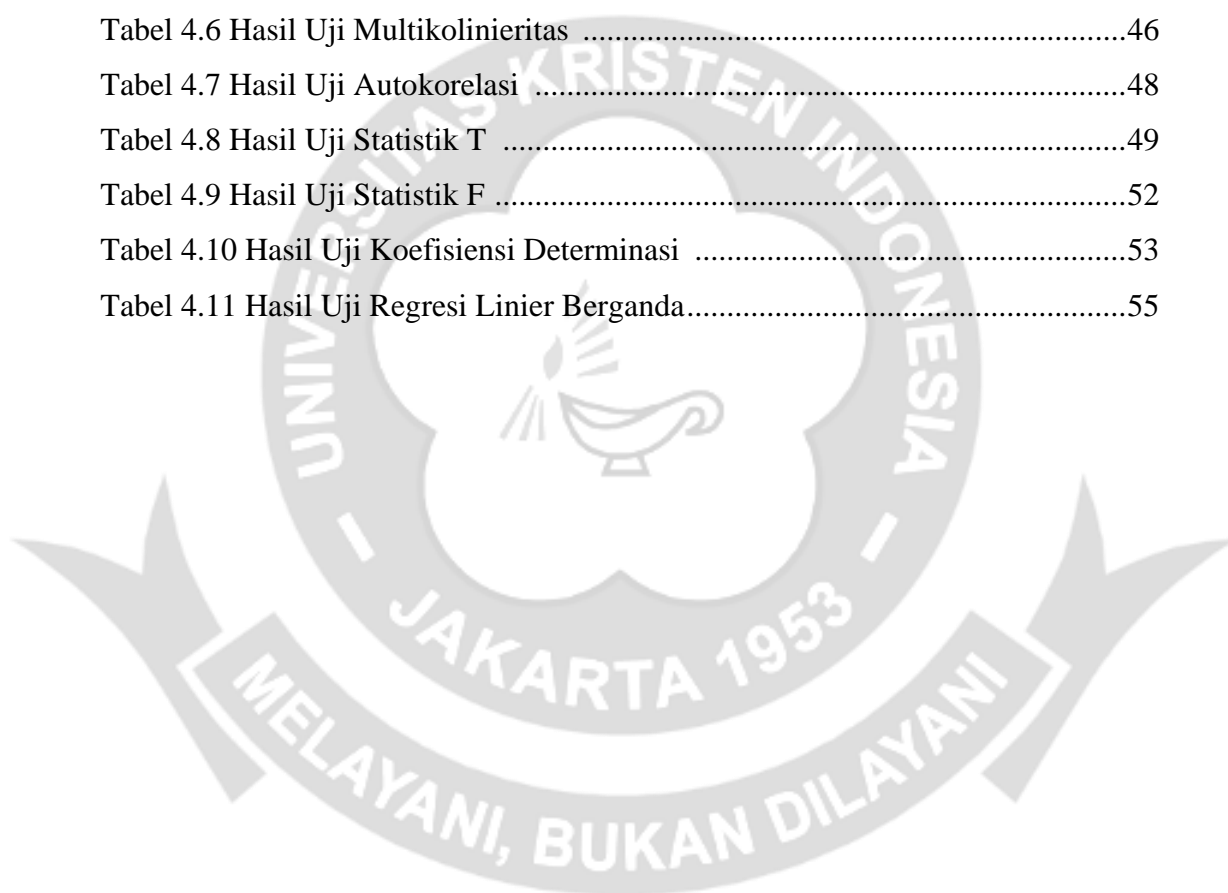 Tabel 4.6 Hasil Uji Multikolinieritas ....................................................................46
Tabel 4.7 Hasil Uji Autokorelasi ..........................................................................48
Tabel 4.8 Hasil Uji Statistik T ..............................................................................49
Tabel 4.9 Hasil Uji Statistik F ...............................................................................52
Tabel 4.10 Hasil Uji Koefisiensi Determinasi ......................................................53
Tabel 4.11 Hasil Uji Regresi Linier Berganda.......................................................55
UNIVERSITAS KRISTEN INDONESIA
JAKARTA 1953
MELAYANI, BUKAN DILAYANI